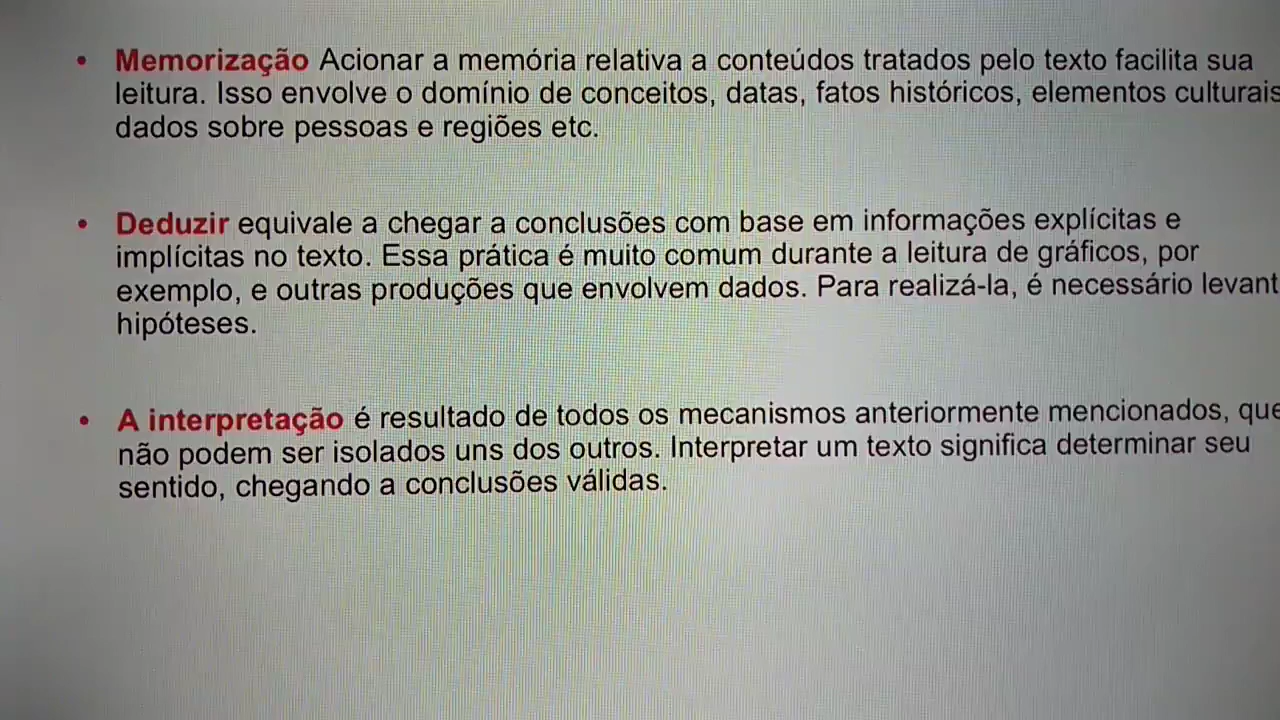 • Memorização Acionar a memória relativa a conteúdos tratados pelo texto facilita sua
leitura. Isso envolve o domínio de conceitos, datas, fatos históricos, elementos culturais
dados sobre pessoas e regiões etc.
• Deduzir equivale a chegar a conclusões com base em informações explícitas e
implícitas no texto. Essa prática é muito comum durante a leitura de gráficos, por
exemplo, e outras produções que envolvem dados. Para realizá-la, é necessário levant
hipóteses.
• A interpretação é resultado de todos os mecanismos anteriormente mencionados, que
não podem ser isolados uns dos outros. Interpretar um texto significa determinar seu
sentido, chegando a conclusões válidas.